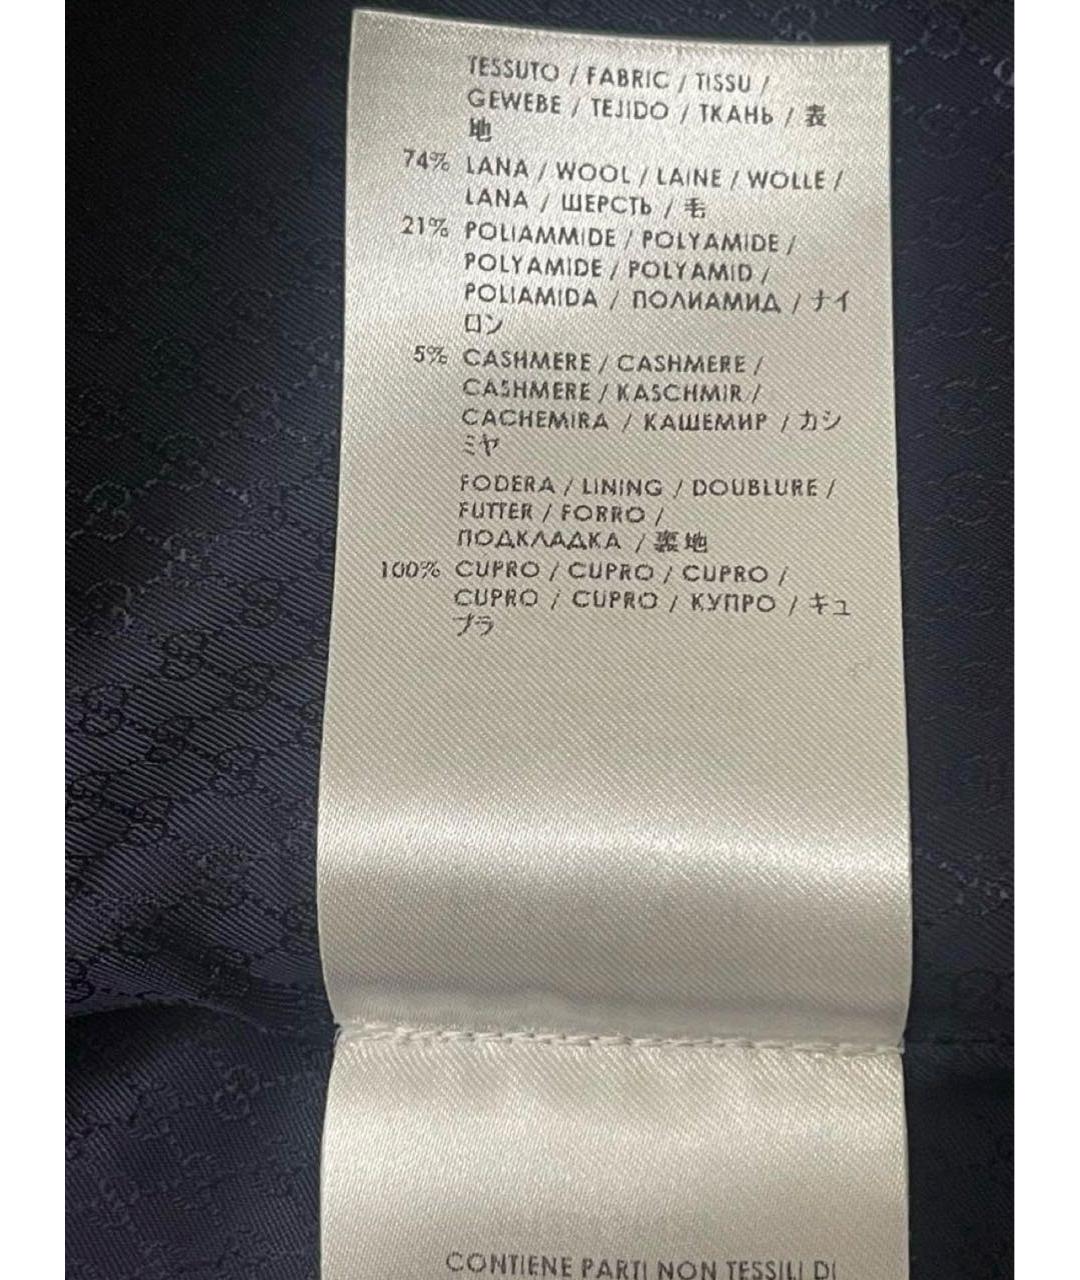 TESSUTO / FABRIC / TISSU /
GEWEBE / TEJIDO / ТКАНЬ / 表
地
74% LANA / WOOL / LAINE / WOLLE /
LANA / ШЕРСТЬ / 毛
21% POLIAMMIDE / POLYAMIDE /
POLYAMIDE / POLYAMID /
POLIAMIDA / ПОЛИАМИД / ナイ
ロン
5% CASHMERE / CASHMERE /
CASHMERE / KASCHMIR /
CACHEMIRA / КАШЕМИР / カシ
ミヤ
FODERA / LINING / DOUBLURE /
FUTTER / FORRO /
ПОДКЛАДКА / 裏地
100% CUPRO / CUPRO / CUPRO /
CUPRO / CUPRO / КУПРО / キュ
プラ
CONTIENE PARTI NON TESSILI DI